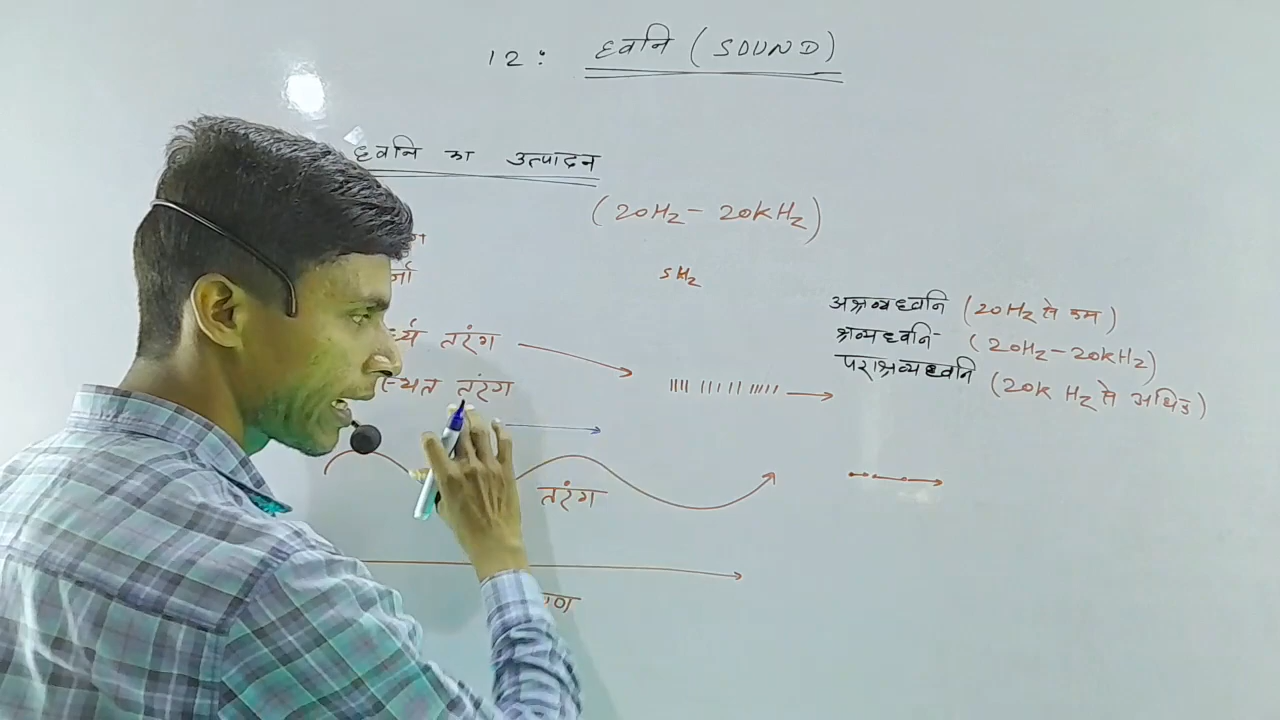 12: ध्वनि (SOUND)
ध्वनि का उत्पादन
(20Hz - 20kHz)
5Hz
तरंग
तरंग
अश्रव्यध्वनि (20Hz से कम)
श्रव्यध्वनि- (20Hz-20kHz)
पराश्रव्यध्वनि (20k Hz से अधिक)
तरंग